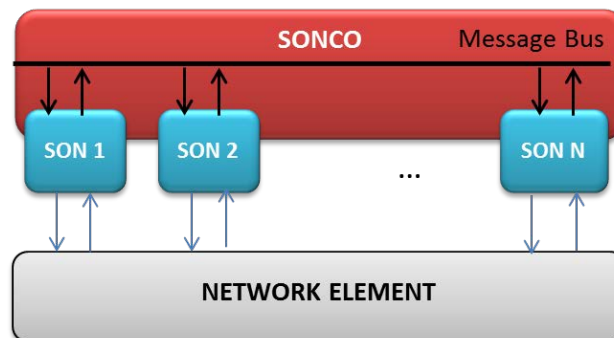 SONCO
Message Bus
SON 1
SON 2
...
SON N
NETWORK ELEMENT